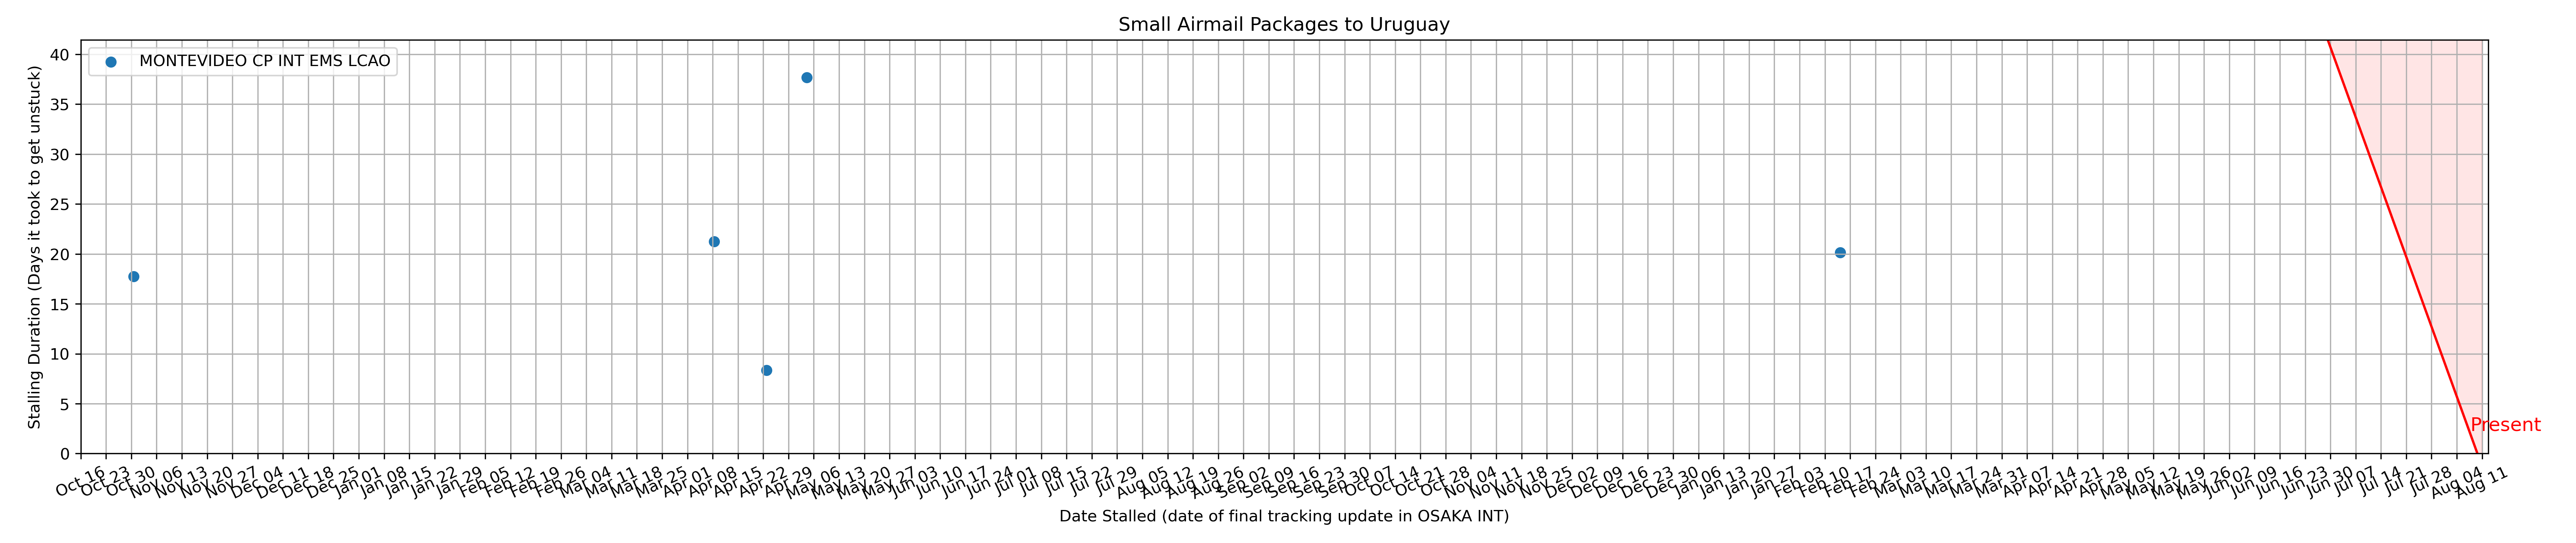 Small Airmail Packages to Uruguay
MONTEVIDEO CP INT EMS LCAO
Stalling Duration (Days it took to get unstuck)
40
35
30
25
20
15
10
5
0
Present
Oct 16
Oct 23
Oct 30
Nov 06
Nov 13
Nov 20
Nov 27
Dec 04
Dec 11
Dec 18
Dec 25
Jan 01
Jan 08
Jan 15
Jan 22
Jan 29
Feb 05
Feb 12
Feb 19
Feb 26
Mar 04
Mar 11
Mar 18
Mar 25
Apr 01
Apr 08
Apr 15
Apr 22
Apr 29
May 06
May 13
May 20
May 27
Jun 03
Jun 10
Jun 17
Jun 24
Jul 01
Jul 08
Jul 15
Jul 22
Jul 29
Aug 05
Aug 12
Aug 19
Aug 26
Sep 02
Sep 09
Sep 16
Sep 23
Sep 30
Oct 07
Oct 14
Oct 21
Oct 28
Nov 04
Nov 11
Nov 18
Nov 25
Dec 02
Dec 09
Dec 16
Dec 23
Dec 30
Jan 06
Jan 13
Jan 20
Jan 27
Feb 03
Feb 10
Feb 17
Feb 24
Mar 03
Mar 10
Mar 17
Mar 24
Mar 31
Apr 07
Apr 14
Apr 21
Apr 28
May 05
May 12
May 19
May 26
Jun 02
Jun 09
Jun 16
Jun 23
Jun 30
Jul 07
Jul 14
Jul 21
Jul 28
Aug 04
Aug 11
Date Stalled (date of final tracking update in OSAKA INT)